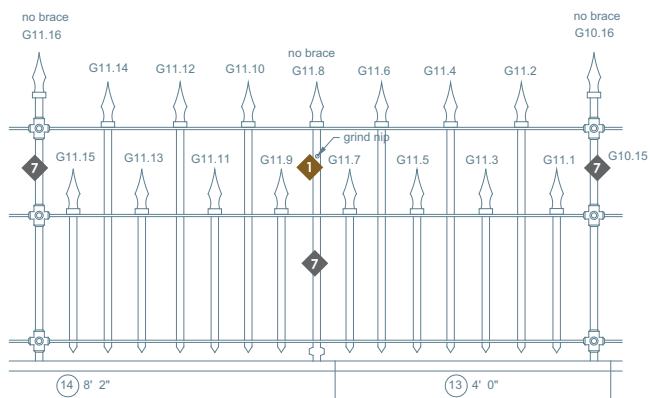 no brace
G11.16
no brace
G10.16
no brace
G11.14
G11.12
G11.10
G11.8
G11.6
G11.4
G11.2
grind nip
1
7
7
G11.15
G11.13
G11.11
G11.9
G11.7
G11.5
G11.3
G11.1
G10.15
7
14 8' 2"
13 4' 0"